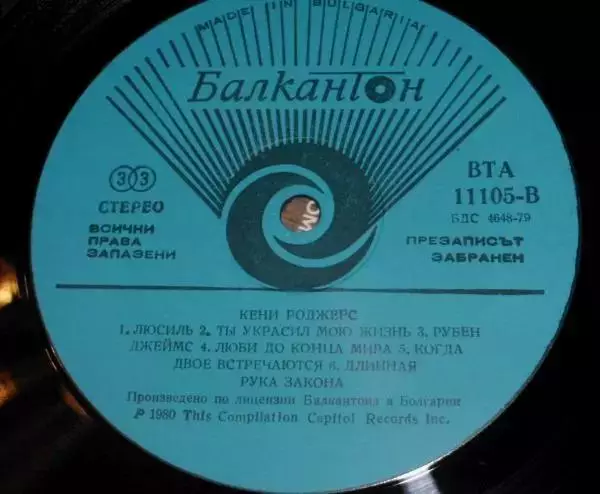 MADE IN BULGARIA
Балкантон
33
СТЕРЕО
ВСИЧНИ
ПРАВА
ЗАПАЗЕНИ
ВТА
11105-В
БДС 4648-79
ПРЕЗАПИСЪТ
ЗАБРАНЕН
КЕНИ РОДЖЕРС
1. ЛЮСИЛЬ 2. ТЫ УКРАСИЛ МОЮ ЖИЗНЬ 3. РУБЕН
ДЖЕЙМС 4. ЛЮБИ ДО КОНЦА МИРА 5. КОГДА
ДВОЕ ВСТРЕЧАЮТСЯ 6. ДЛИННАЯ
РУКА ЗАКОНА
Произведено по лицензии Балкантона в Болгарии
℗ 1980 This Compilation Capitol Records Inc.